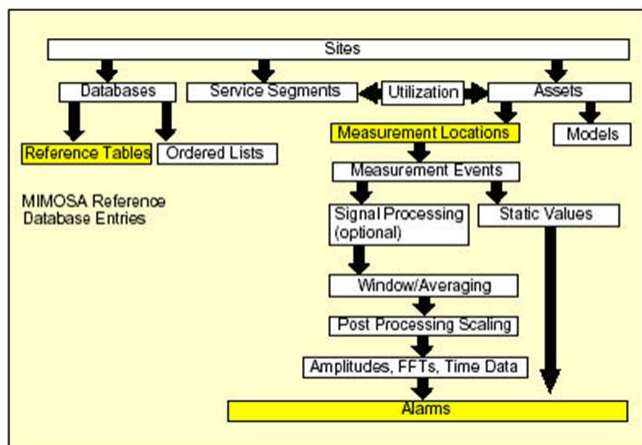 Sites
Databases
Service Segments
Utilization
Assets
Reference Tables
Ordered Lists
Measurement Locations
Models
MIMOSA Reference
Database Entries
Measurement Events
Signal Processing
(optional)
Static Values
Window/Averaging
Post Processing Scaling
Amplitudes, FFTs, Time Data
Alarms